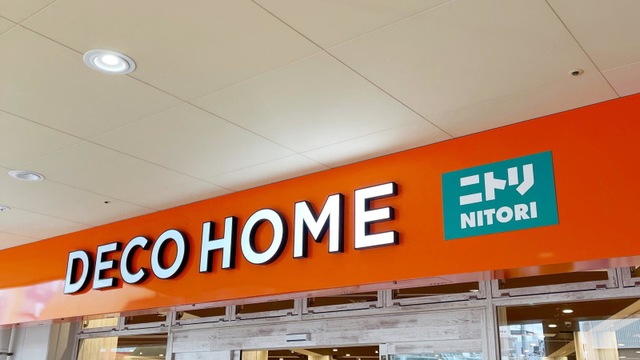 DECO HOME
ニトリ
NITORI